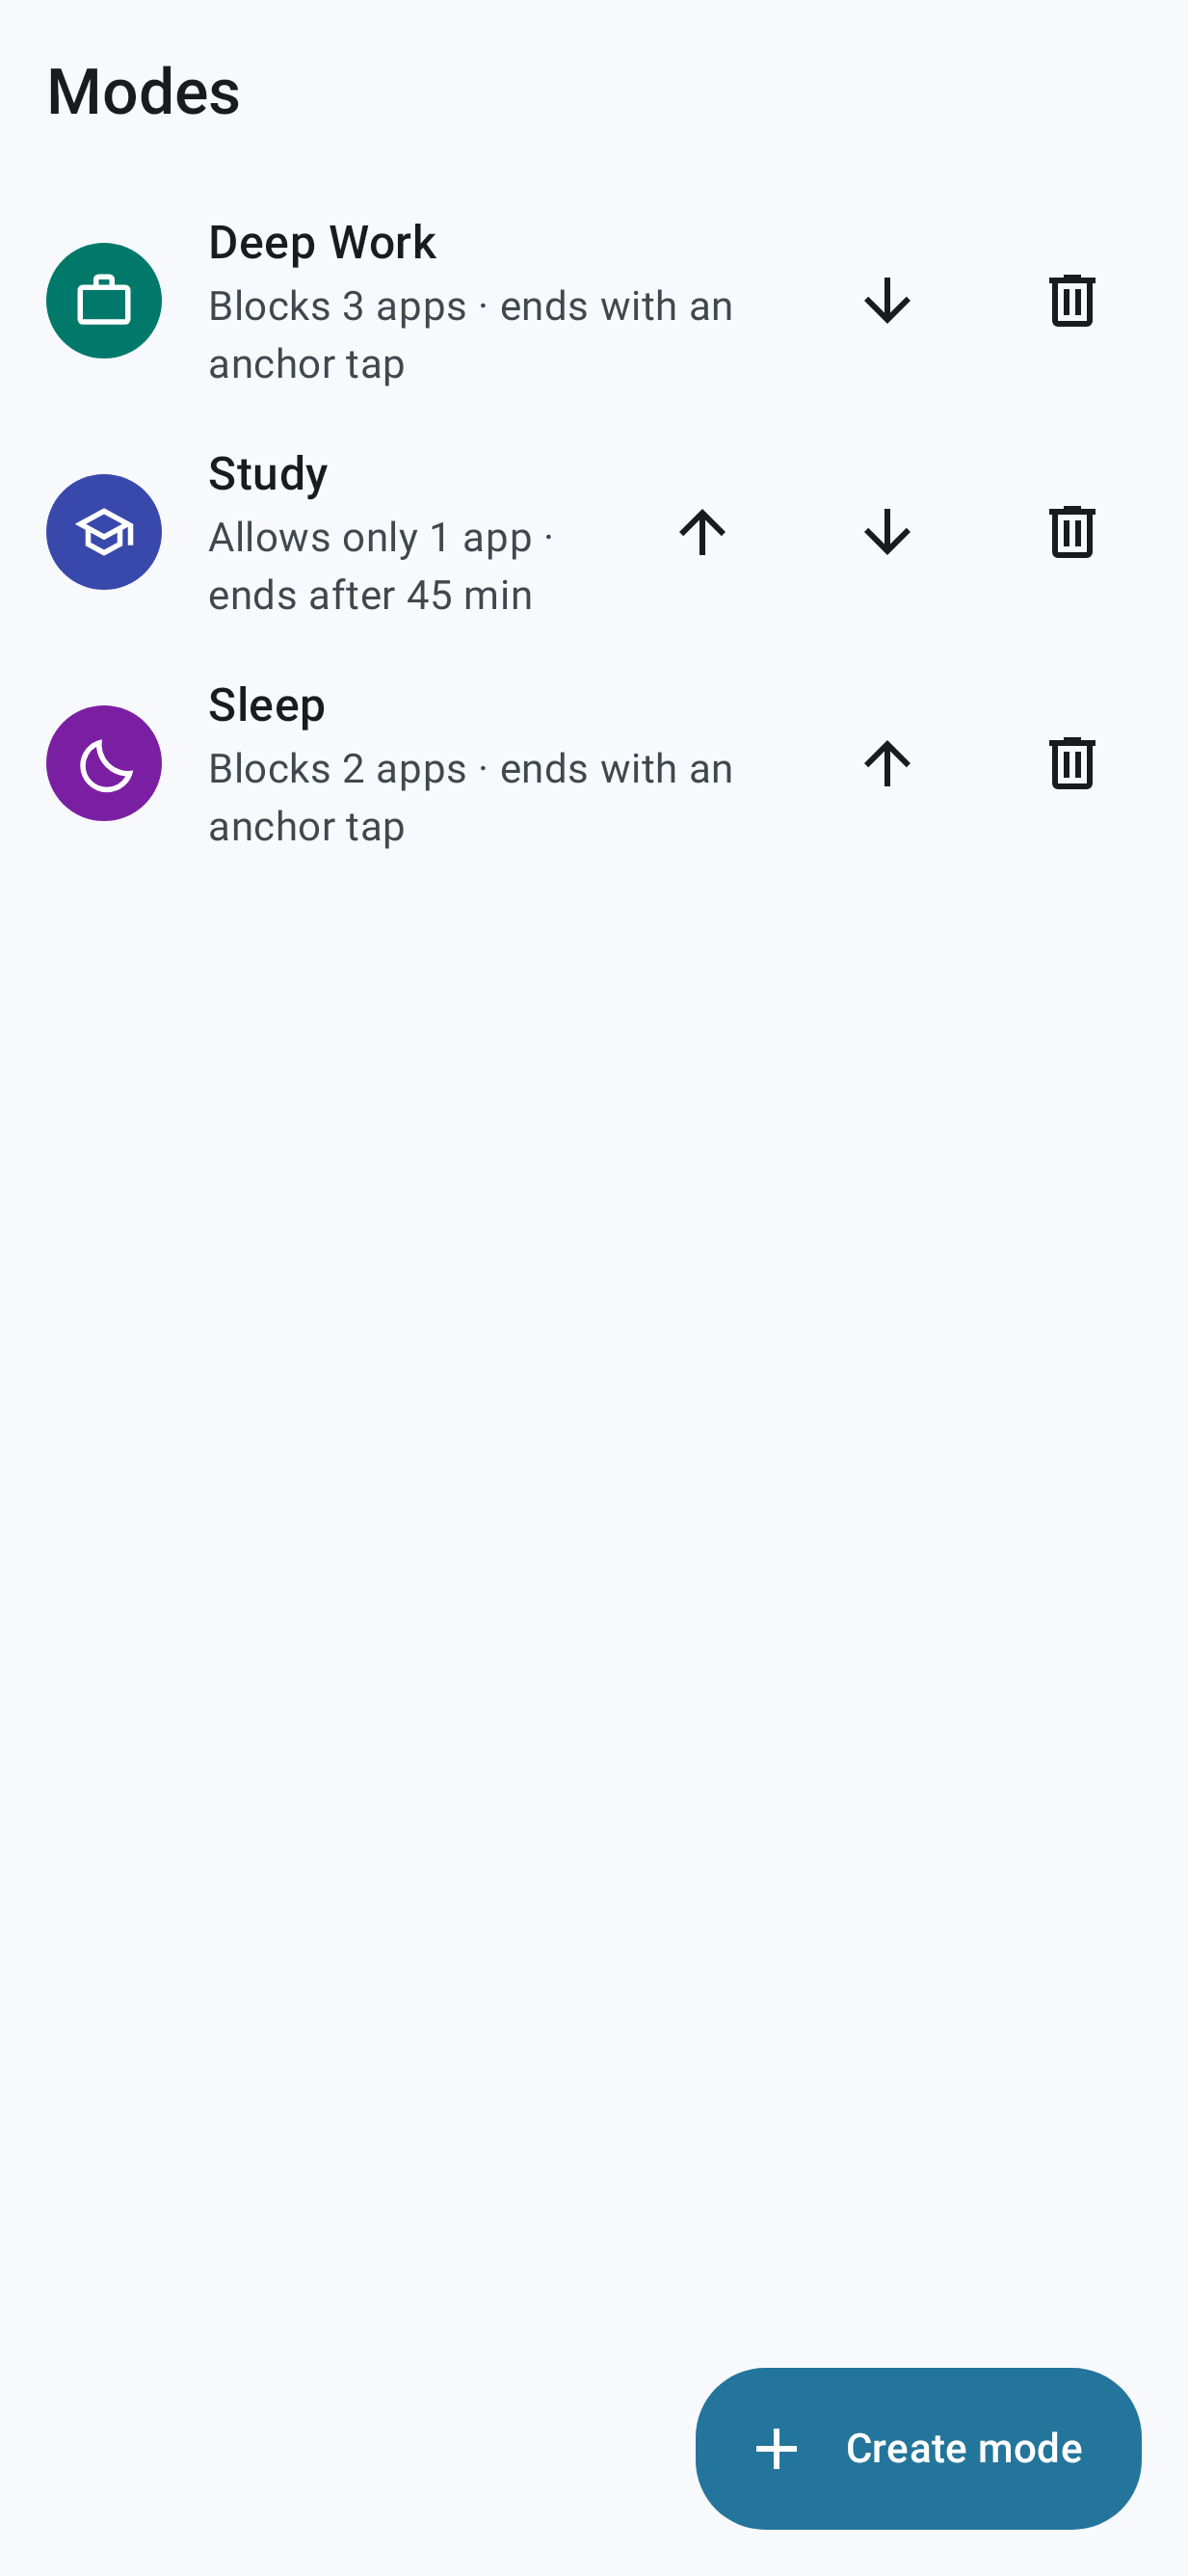 Modes
Deep Work
Blocks 3 apps · ends with an
anchor tap
Study
Allows only 1 app ·
ends after 45 min
Sleep
Blocks 2 apps · ends with an
anchor tap
Create mode